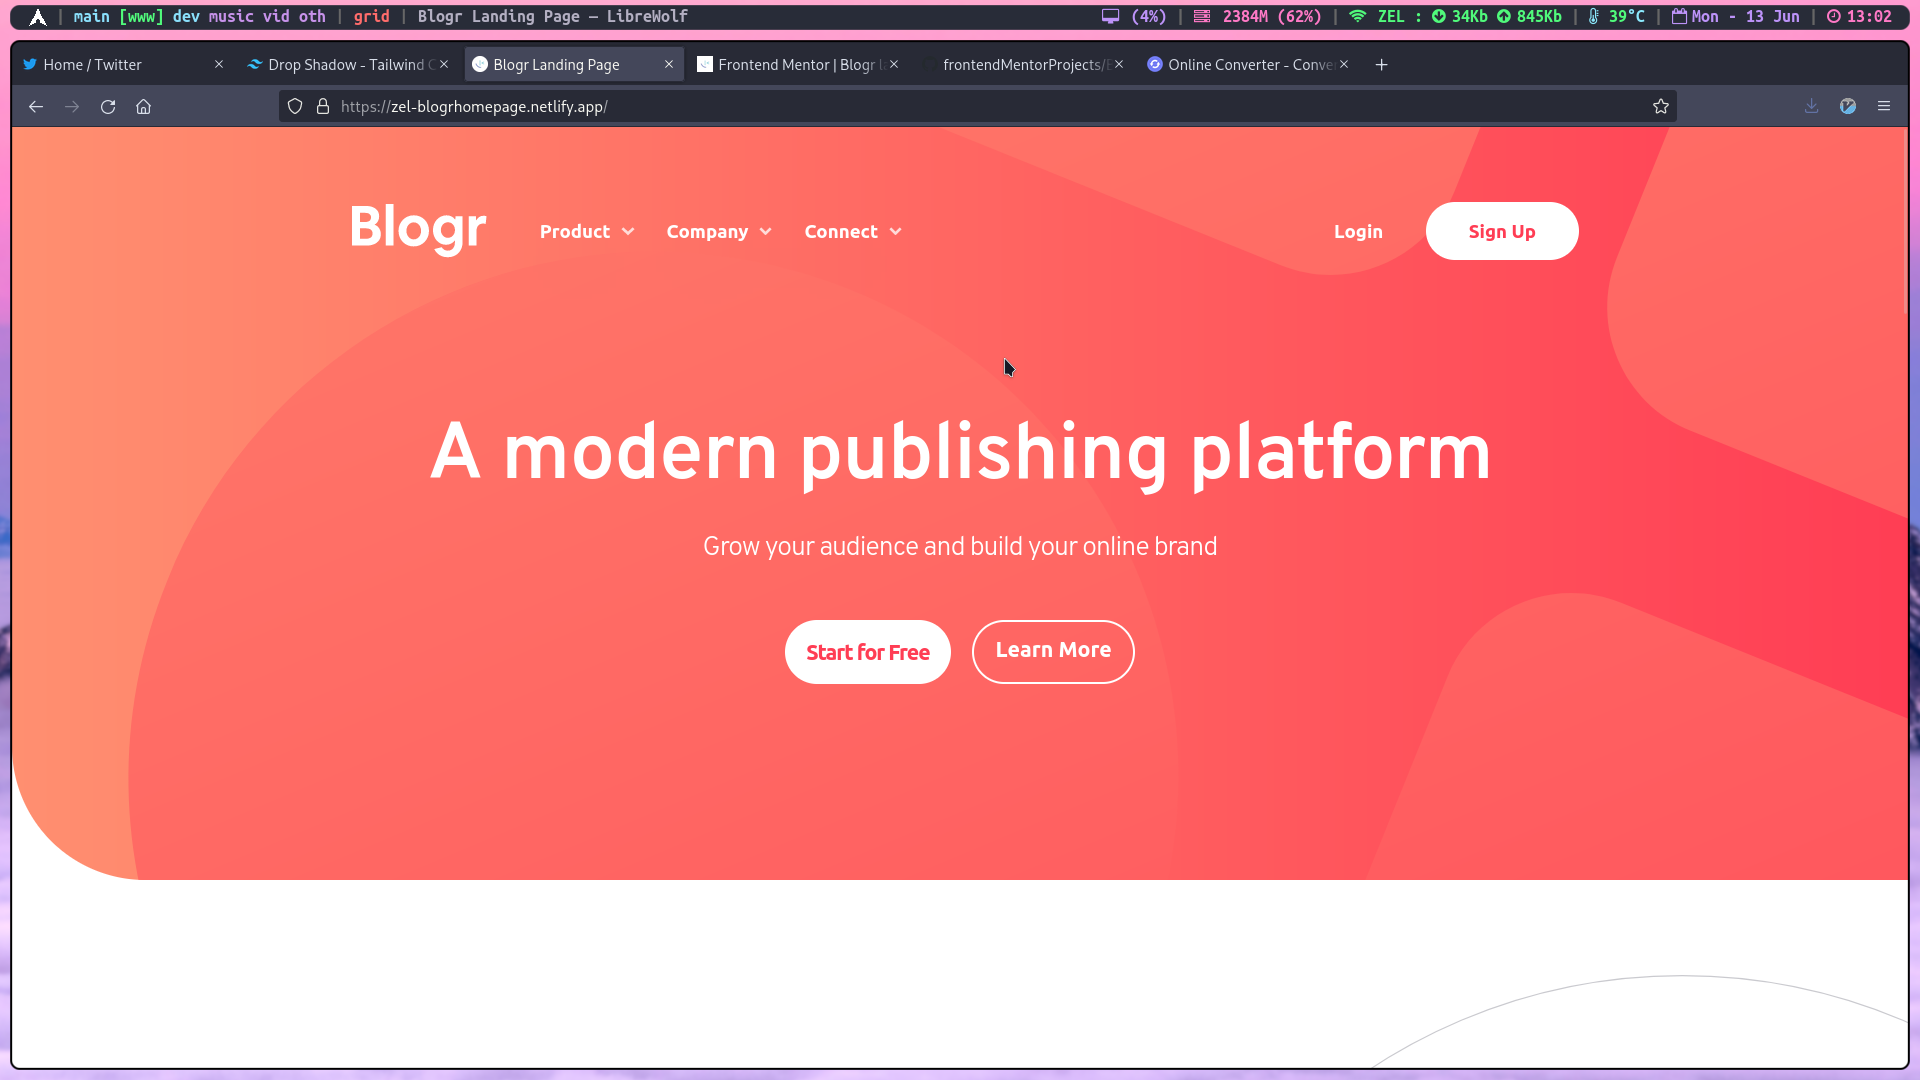 main [www] dev music vid oth | grid | Blogr Landing Page — LibreWolf
(4%) | 2384M (62%) | ZEL : 34Kb 845Kb | 39°C | Mon - 13 Jun | 13:02
Home / Twitter
Drop Shadow - Tailwind C
Blogr Landing Page
Frontend Mentor | Blogr l
frontendMentorProjects/
Online Converter - Conve
https://zel-blogrhomepage.netlify.app/
Blogr
Product
Company
Connect
Login
Sign Up
A modern publishing platform
Grow your audience and build your online brand
Start for Free
Learn More